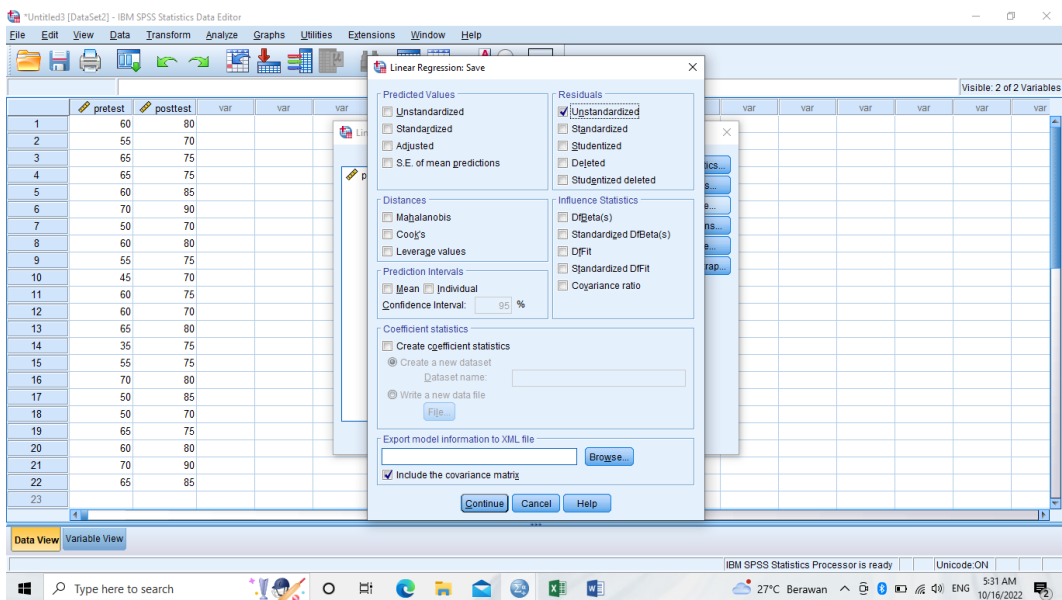 *Untitled3 [DataSet2] - IBM SPSS Statistics Data Editor
File Edit View Data Transform Analyze Graphs Utilities Extensions Window Help
Visible: 2 of 2 Variables
pretest posttest var var var var var var var var
1 60 80
2 55 70
3 65 75
4 65 75
5 60 85
6 70 90
7 50 70
8 60 80
9 55 75
10 45 70
11 60 75
12 60 70
13 65 80
14 35 75
15 55 75
16 70 80
17 50 85
18 50 70
19 65 75
20 60 80
21 70 90
22 65 85
23
Linear Regression: Save
Predicted Values
Unstandardized
Standardized
Adjusted
S.E. of mean predictions
Residuals
Unstandardized
Standardized
Studentized
Deleted
Studentized deleted
Distances
Mahalanobis
Cook's
Leverage values
Influence Statistics
DfBeta(s)
Standardized DfBeta(s)
DfFit
Standardized DfFit
Covariance ratio
Prediction Intervals
Mean Individual
Confidence Interval: 95 %
Coefficient statistics
Create coefficient statistics
Create a new dataset
Dataset name:
Write a new data file
File...
Export model information to XML file
Browse...
Include the covariance matrix
Continue Cancel Help
Data View Variable View
IBM SPSS Statistics Processor is ready Unicode:ON
Type here to search
27°C Berawan ENG 5:31 AM
10/16/2022